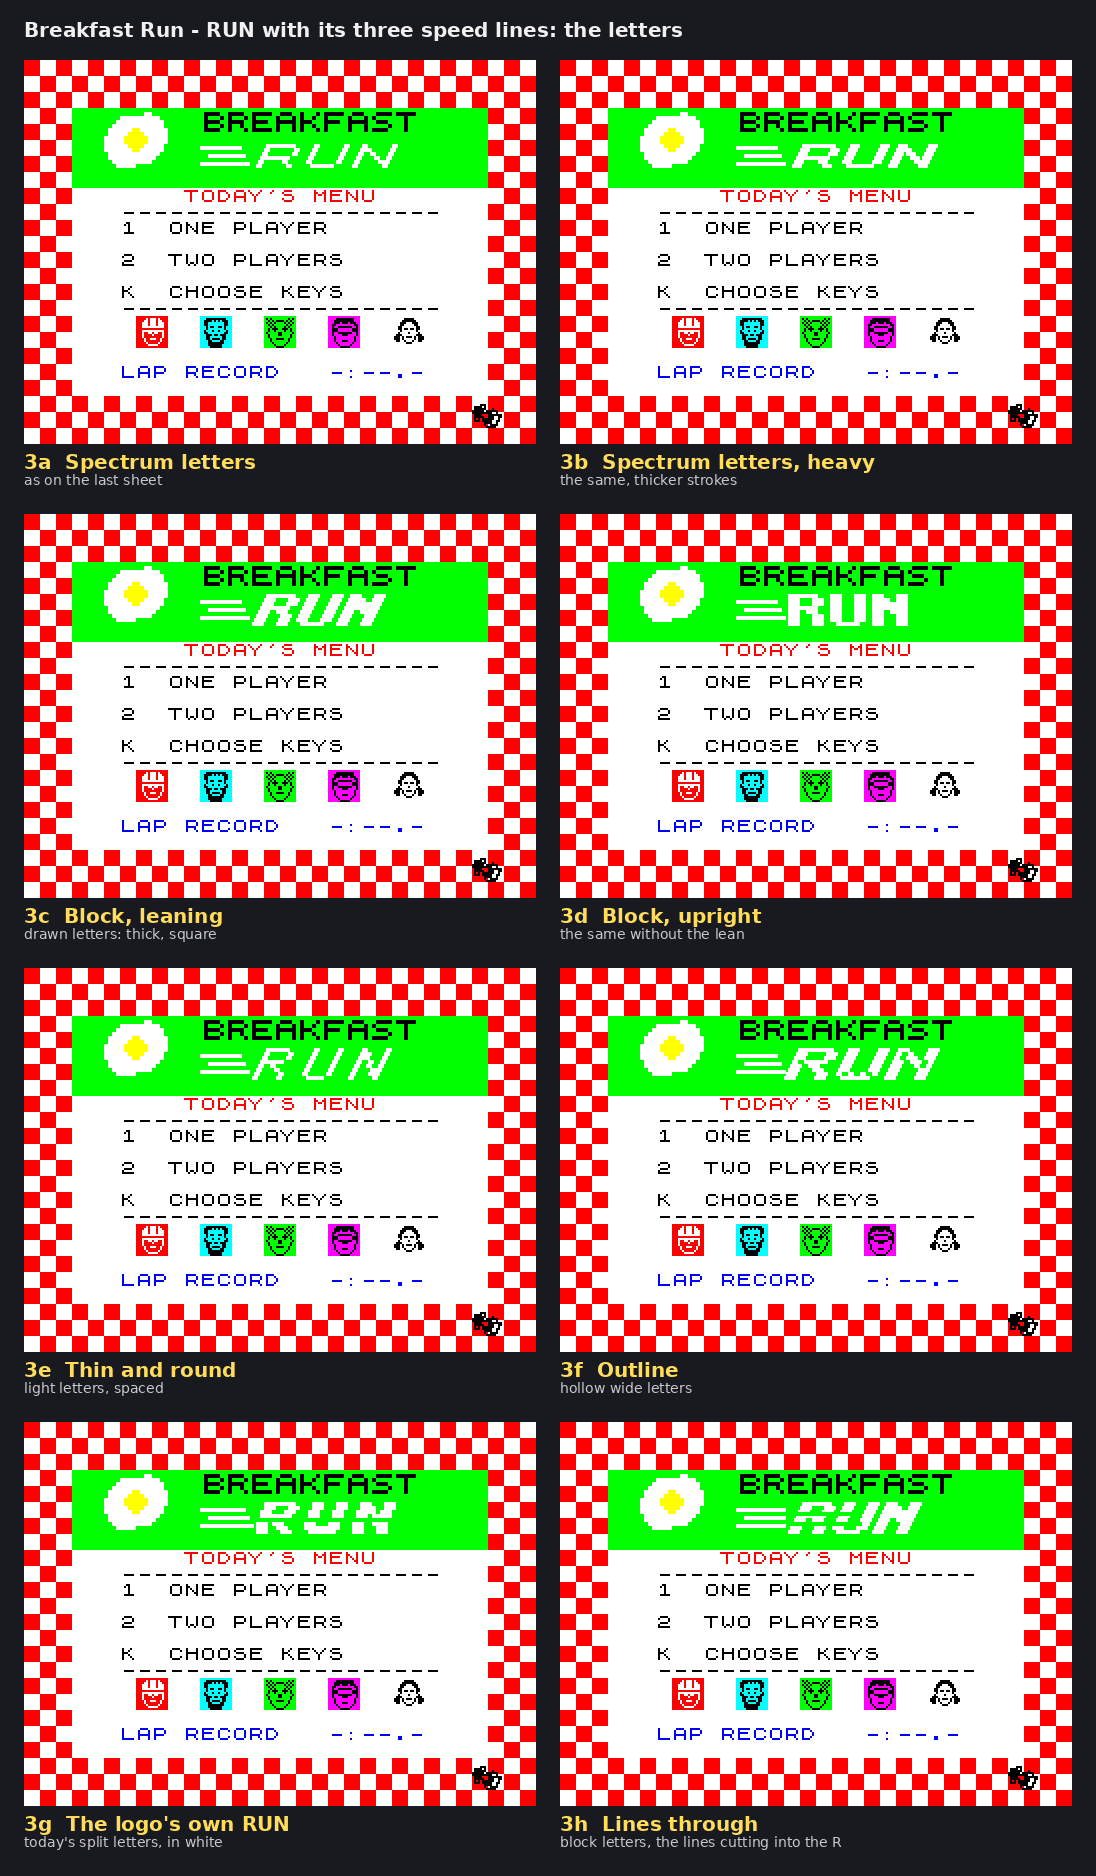 Breakfast Run - RUN with its three speed lines: the letters
BREAKFAST
RUN
TODAY'S MENU
1 ONE PLAYER
2 TWO PLAYERS
K CHOOSE KEYS
LAP RECORD -:--.-
3a Spectrum letters
as on the last sheet
BREAKFAST
RUN
TODAY'S MENU
1 ONE PLAYER
2 TWO PLAYERS
K CHOOSE KEYS
LAP RECORD -:--.-
3b Spectrum letters, heavy
the same, thicker strokes
BREAKFAST
RUN
TODAY'S MENU
1 ONE PLAYER
2 TWO PLAYERS
K CHOOSE KEYS
LAP RECORD -:--.-
3c Block, leaning
drawn letters: thick, square
BREAKFAST
RUN
TODAY'S MENU
1 ONE PLAYER
2 TWO PLAYERS
K CHOOSE KEYS
LAP RECORD -:--.-
3d Block, upright
the same without the lean
BREAKFAST
RUN
TODAY'S MENU
1 ONE PLAYER
2 TWO PLAYERS
K CHOOSE KEYS
LAP RECORD -:--.-
3e Thin and round
light letters, spaced
BREAKFAST
RUN
TODAY'S MENU
1 ONE PLAYER
2 TWO PLAYERS
K CHOOSE KEYS
LAP RECORD -:--.-
3f Outline
hollow wide letters
BREAKFAST
RUN
TODAY'S MENU
1 ONE PLAYER
2 TWO PLAYERS
K CHOOSE KEYS
LAP RECORD -:--.-
3g The logo's own RUN
today's split letters, in white
BREAKFAST
RUN
TODAY'S MENU
1 ONE PLAYER
2 TWO PLAYERS
K CHOOSE KEYS
LAP RECORD -:--.-
3h Lines through
block letters, the lines cutting into the R